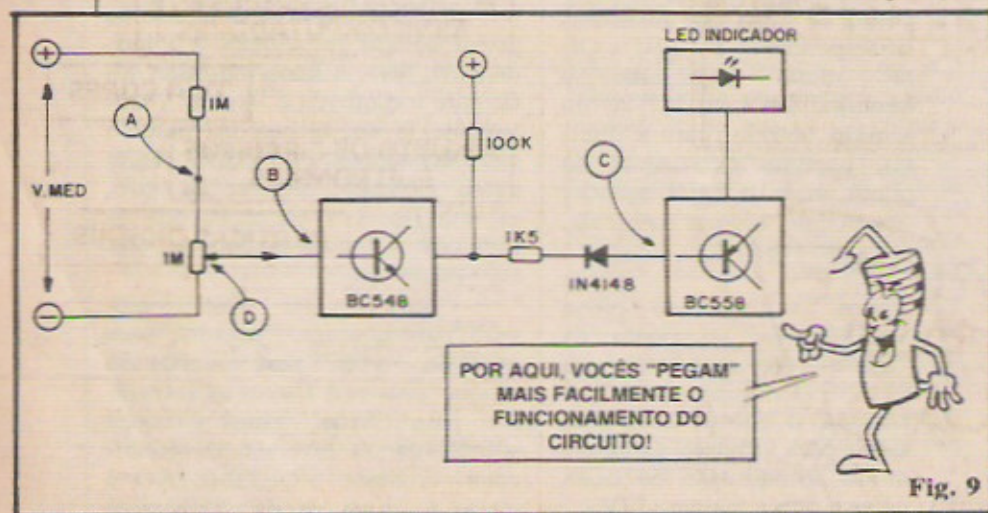 LED INDICADOR
+
+
1M
A
100K
V.MED
B
C
1K5
1M
1N4148
D
BC548
BC558
−
POR AQUI, VOCÊS "PEGAM"
MAIS FACILMENTE O
FUNCIONAMENTO DO
CIRCUITO!
Fig. 9